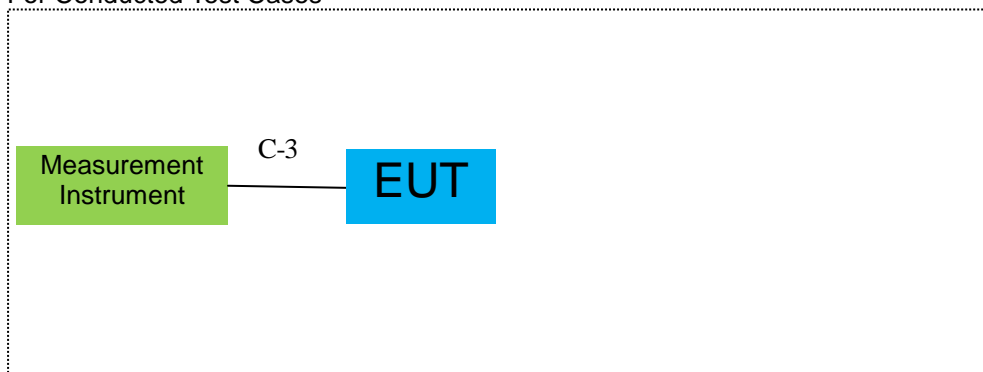 For Conducted Test Cases
C-3
Measurement
Instrument
EUT